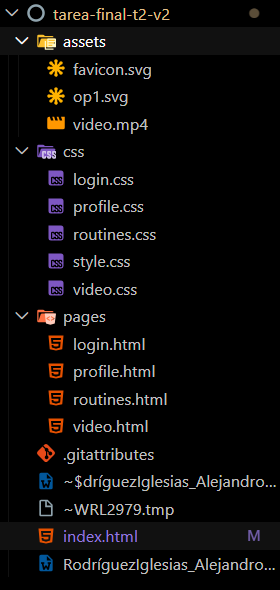 tarea-final-t2-v2
assets
favicon.svg
op1.svg
video.mp4
css
login.css
profile.css
routines.css
style.css
video.css
pages
login.html
profile.html
routines.html
video.html
.gitattributes
~$dríguezIglesias_Alejandro...
~WRL2979.tmp
index.html M
RodríguezIglesias_Alejandro...